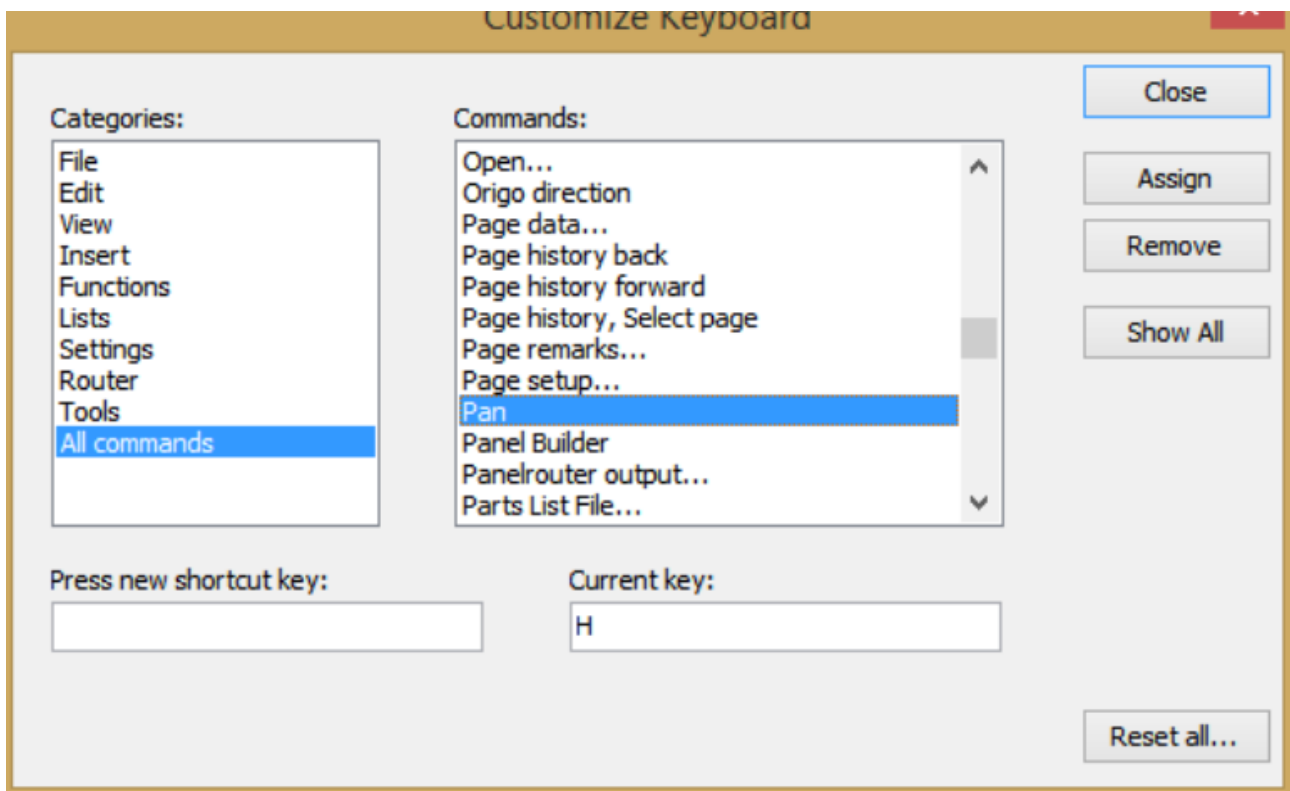 Customize Keyboard
Close
Categories:
Commands:
File
Edit
View
Insert
Functions
Lists
Settings
Router
Tools
All commands
Open...
Origo direction
Page data...
Page history back
Page history forward
Page history, Select page
Page remarks...
Page setup...
Pan
Panel Builder
Panelrouter output...
Parts List File...
Assign
Remove
Show All
Press new shortcut key:
Current key:
H
Reset all...